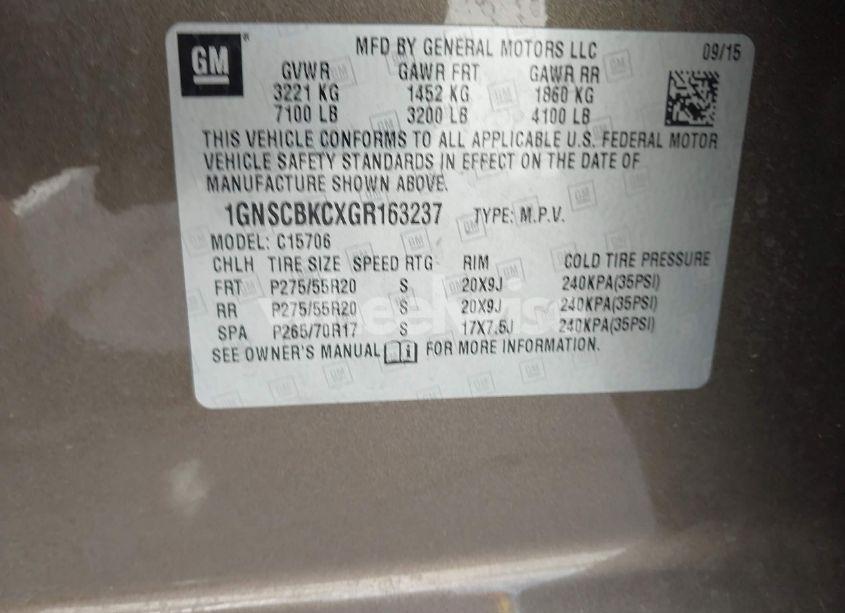 GM
MFD BY GENERAL MOTORS LLC 09/15
GVWR GAWR FRT GAWR RR
3221 KG 1452 KG 1860 KG
7100 LB 3200 LB 4100 LB
THIS VEHICLE CONFORMS TO ALL APPLICABLE U.S. FEDERAL MOTOR
VEHICLE SAFETY STANDARDS IN EFFECT ON THE DATE OF
MANUFACTURE SHOWN ABOVE.
1GNSCBKCXGR163237 TYPE: M.P.V.
MODEL: C15706
CHLH TIRE SIZE SPEED RTG RIM COLD TIRE PRESSURE
FRT P275/55R20 S 20X9J 240KPA(35PSI)
RR P275/55R20 S 20X9J 240KPA(35PSI)
SPA P265/70R17 S 17X7.5J 240KPA(35PSI)
SEE OWNER'S MANUAL FOR MORE INFORMATION.